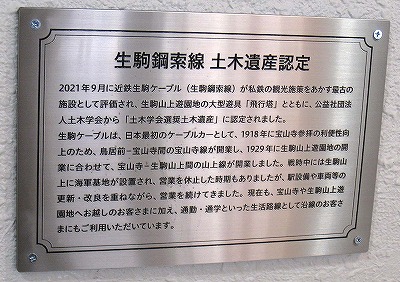 生駒鋼索線 土木遺産認定
2021年9月に近鉄生駒ケーブル（生駒鋼索線）が私鉄の観光施策をあかす最古の
施設として評価され、生駒山上遊園地の大型遊具「飛行塔」とともに、公益社団法
人土木学会から「土木学会選奨土木遺産」に認定されました。
生駒ケーブルは、日本最初のケーブルカーとして、1918年に宝山寺参拝の利便性向
上のため、鳥居前−宝山寺間の宝山寺線が開業し、1929年に生駒山上遊園地の開
業に合わせて、宝山寺−生駒山上間の山上線が開業しました。戦時中には生駒山
上に海軍基地が設置され、営業を休止した時期もありましたが、駅設備や車両等の
更新・改良を重ねながら、営業を続けてきました。現在も、宝山寺や生駒山上遊
園地へお越しのお客さまに加え、通勤・通学といった生活路線として沿線のお客さ
まにもご利用いただいています。